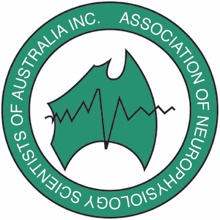 ASSOCIATION OF NEUROPHYSIOLOGY SCIENTISTS OF AUSTRALIA INC.